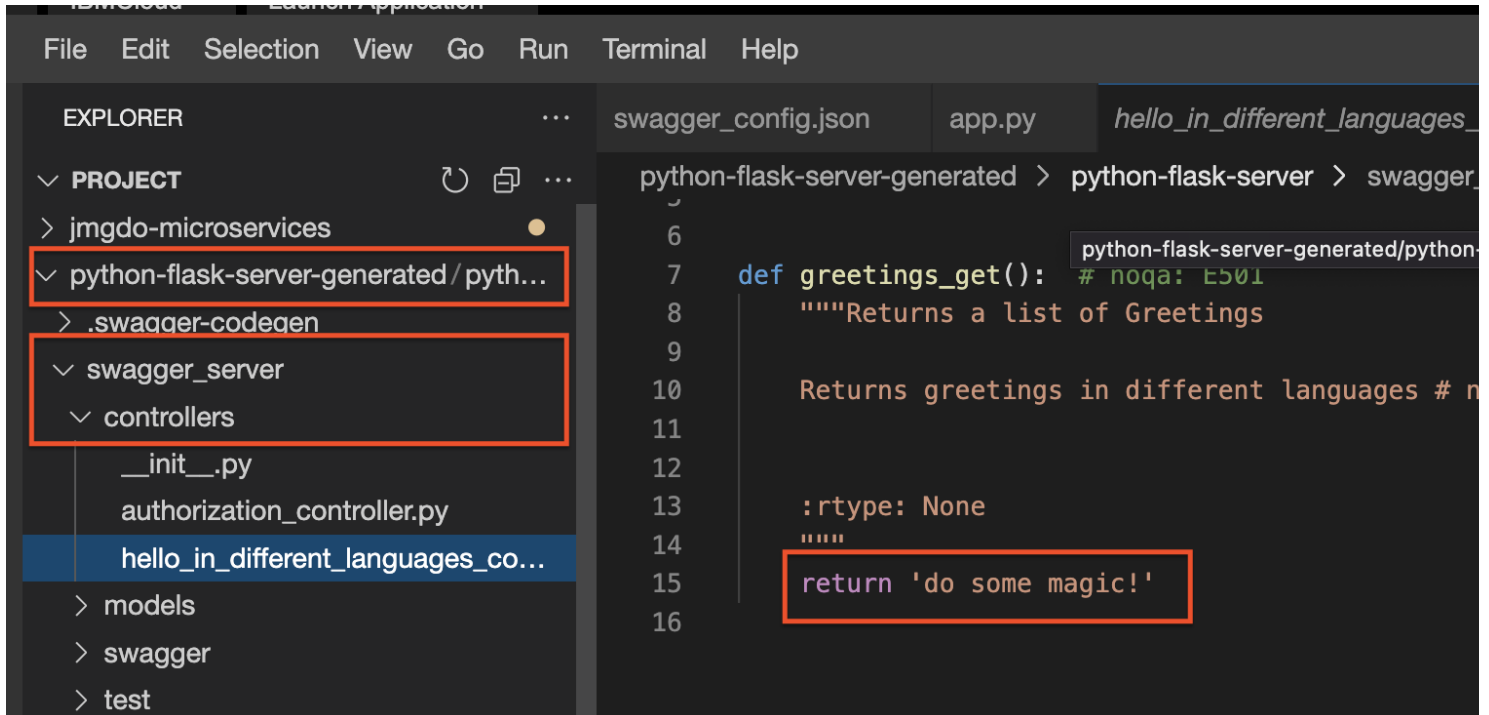 IBMCloud Launch Application
File Edit Selection View Go Run Terminal Help
EXPLORER ...
PROJECT ...
jmgdo-microservices
python-flask-server-generated/pyth...
.swagger-codegen
swagger_server
controllers
__init__.py
authorization_controller.py
hello_in_different_languages_co...
models
swagger
test
swagger_config.json app.py hello_in_different_languages_
python-flask-server-generated > python-flask-server > swagger_
python-flask-server-generated/python-
5
6
7 def greetings_get(): # noqa: E501
8 """Returns a list of Greetings
9
10 Returns greetings in different languages # n
11
12
13 :rtype: None
14 """
15 return 'do some magic!'
16